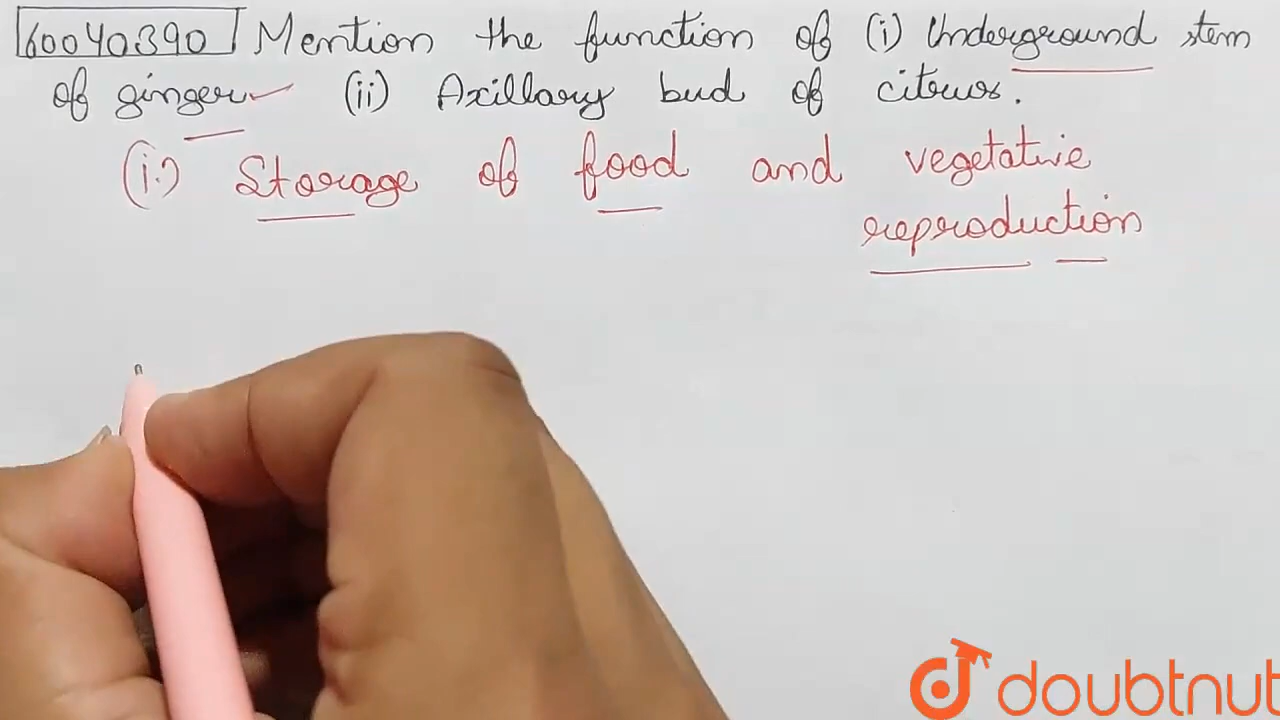 60040390 Mention the function of (i) Underground stem
of ginger (ii) Axillary bud of citrus.
(i.) Storage of food and vegetative
reproduction
doubtnut